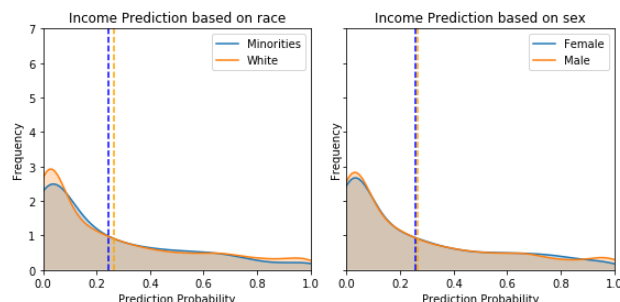 Income Prediction based on race
7
6
5
4
3
2
1
0
Frequency
Minorities
White
0.0 0.2 0.4 0.6 0.8 1.0
Prediction Probability
Income Prediction based on sex
Frequency
Female
Male
0.0 0.2 0.4 0.6 0.8 1.0
Prediction Probability